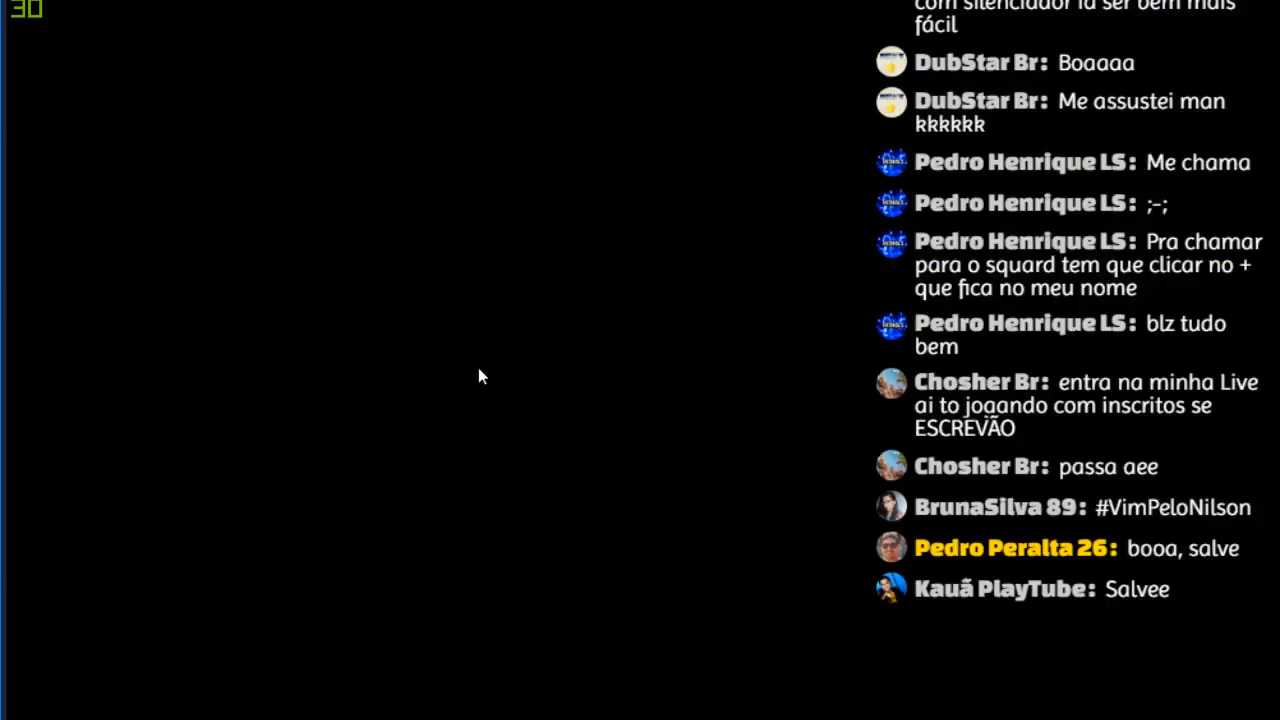 30
com silenciador ia ser bem mais
fácil
DubStar Br: Boaaaa
DubStar Br: Me assustei man
kkkkkk
Pedro Henrique LS: Me chama
Pedro Henrique LS: ;-;
Pedro Henrique LS: Pra chamar
para o squard tem que clicar no +
que fica no meu nome
Pedro Henrique LS: blz tudo
bem
Chosher Br: entra na minha Live
ai to jogando com inscritos se
ESCREVÃO
Chosher Br: passa aee
BrunaSilva 89: #VimPeloNilson
Pedro Peralta 26: booa, salve
Kauã PlayTube: Salvee